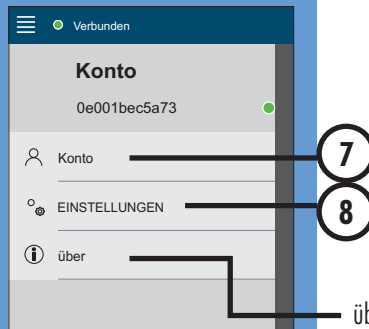 Verbunden
Konto
0e001bec5a73
Konto
7
EINSTELLUNGEN
8
über